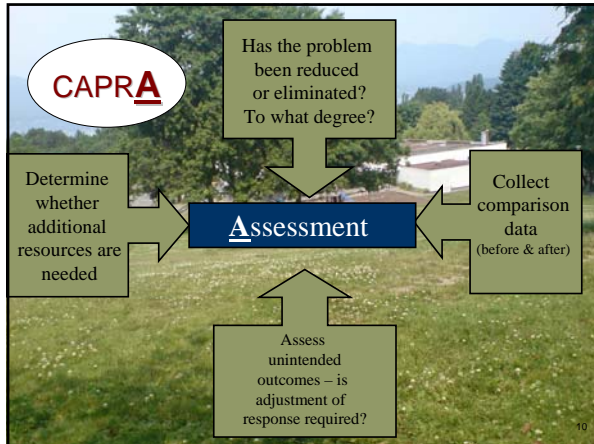 CAPRA
Has the problem
been reduced
or eliminated?
To what degree?
Determine
whether
additional
resources are
needed
Assessment
Collect
comparison
data
(before & after)
Assess
unintended
outcomes – is
adjustment of
response required?
10